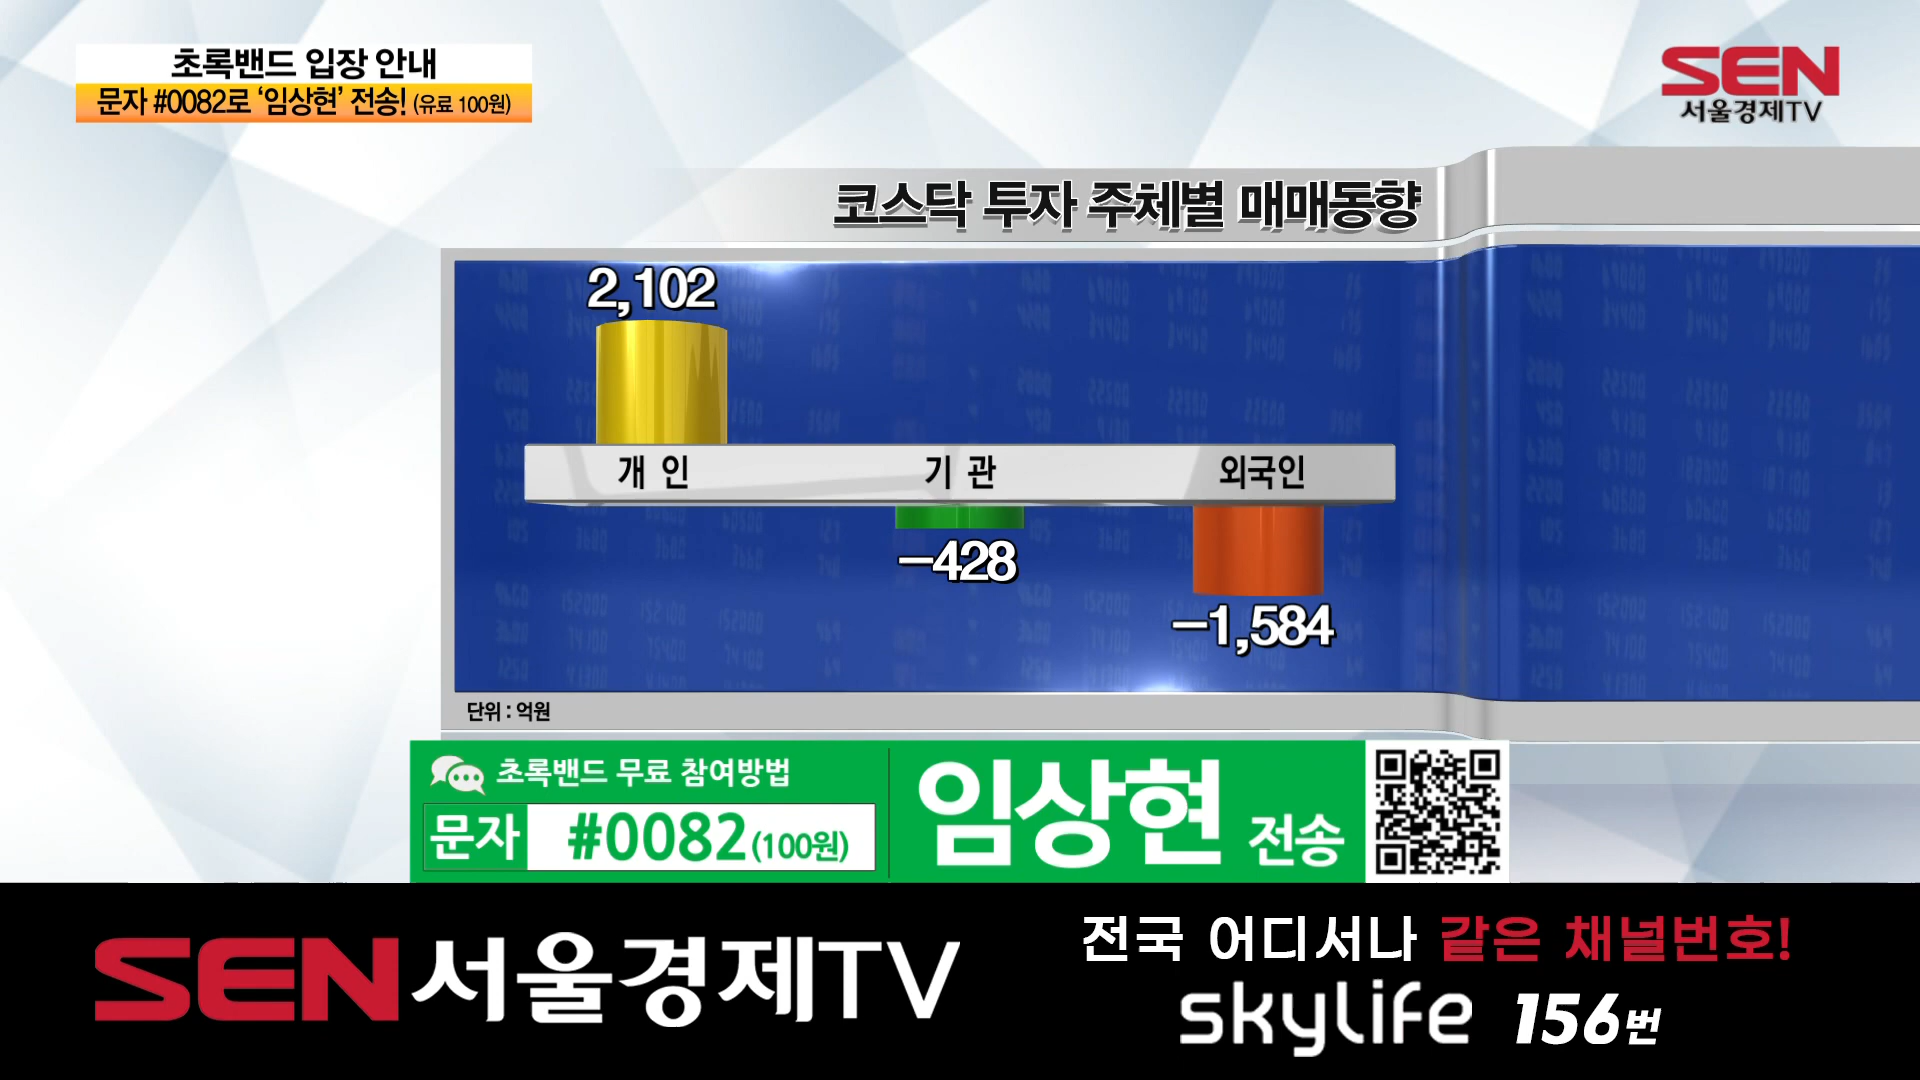 초록밴드 입장 안내
문자 #0082로 ‘임상현’ 전송! (유료 100원)
SEN
서울경제TV
코스닥 투자 주체별 매매동향
2,102
개 인
기 관
외국인
-428
-1,584
단위 : 억원
초록밴드 무료 참여방법
문자 #0082 (100원)
임상현 전송
SEN 서울경제TV
전국 어디서나 같은 채널번호!
skylife 156번